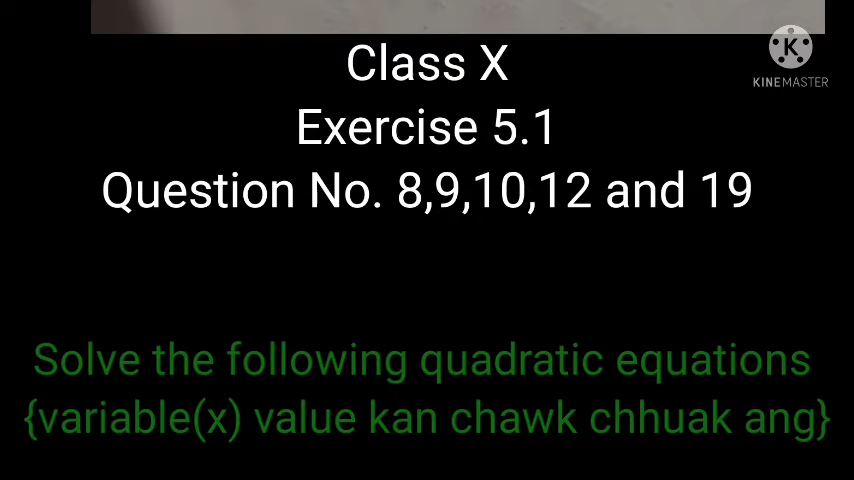 Class X
KINEMASTER
Exercise 5.1
Question No. 8,9,10,12 and 19
Solve the following quadratic equations
{variable(x) value kan chawk chhuak ang}